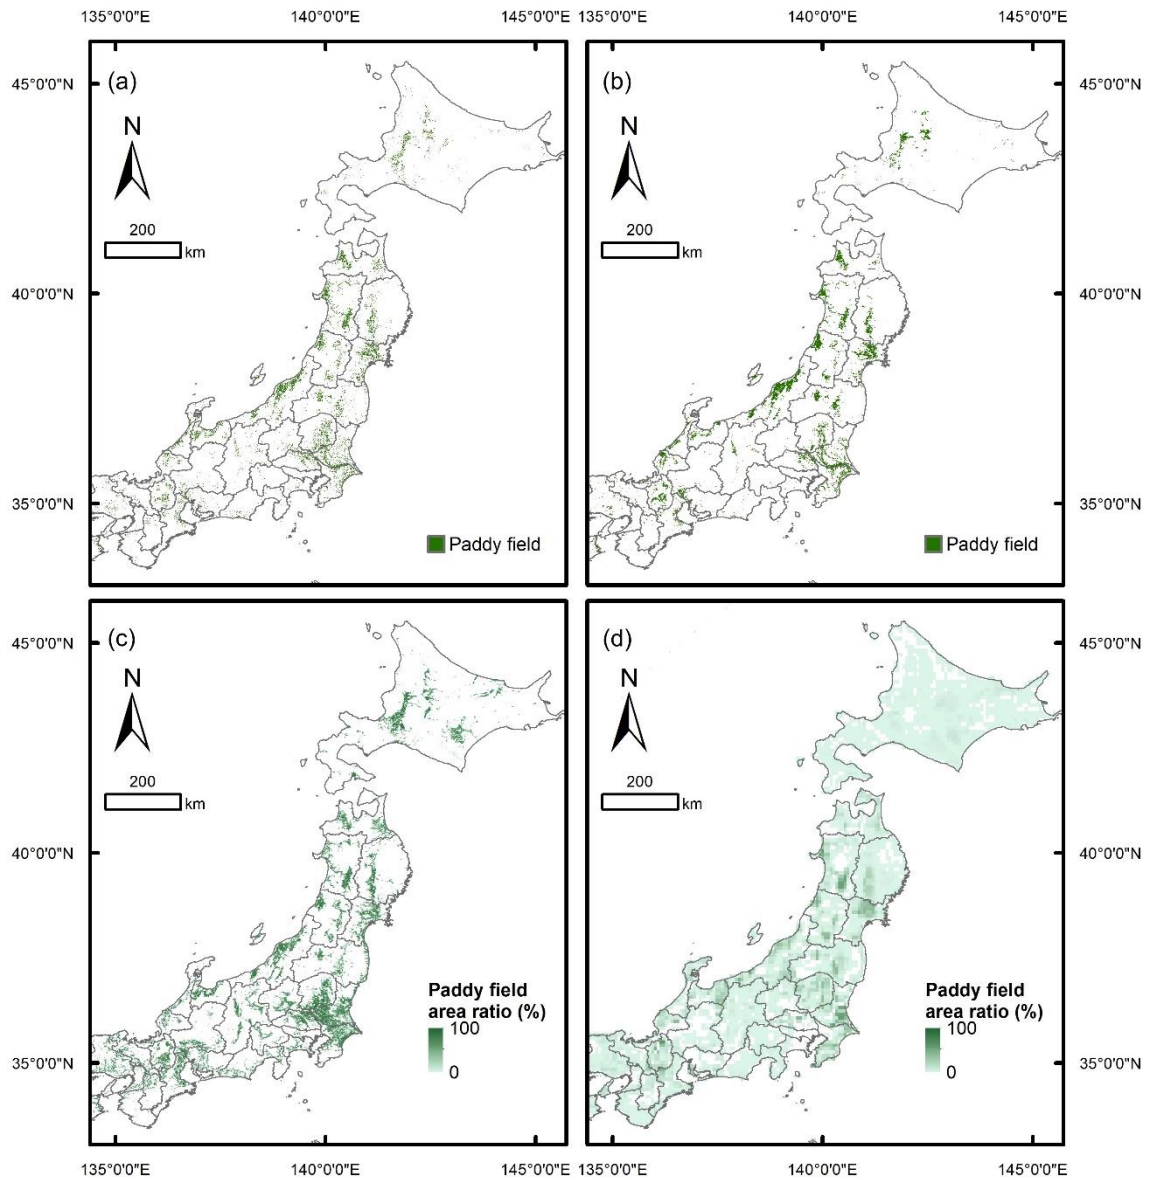 135°0'0"E 140°0'0"E 145°0'0"E 135°0'0"E 140°0'0"E 145°0'0"E
45°0'0"N (a) (b) 45°0'0"N
N N
200 200
km km
40°0'0"N 40°0'0"N
35°0'0"N 35°0'0"N
Paddy field Paddy field
45°0'0"N (c) (d) 45°0'0"N
N N
200 200
km km
40°0'0"N 40°0'0"N
Paddy field Paddy field
area ratio (%) area ratio (%)
100 100
35°0'0"N 0 0 35°0'0"N
135°0'0"E 140°0'0"E 145°0'0"E 135°0'0"E 140°0'0"E 145°0'0"E